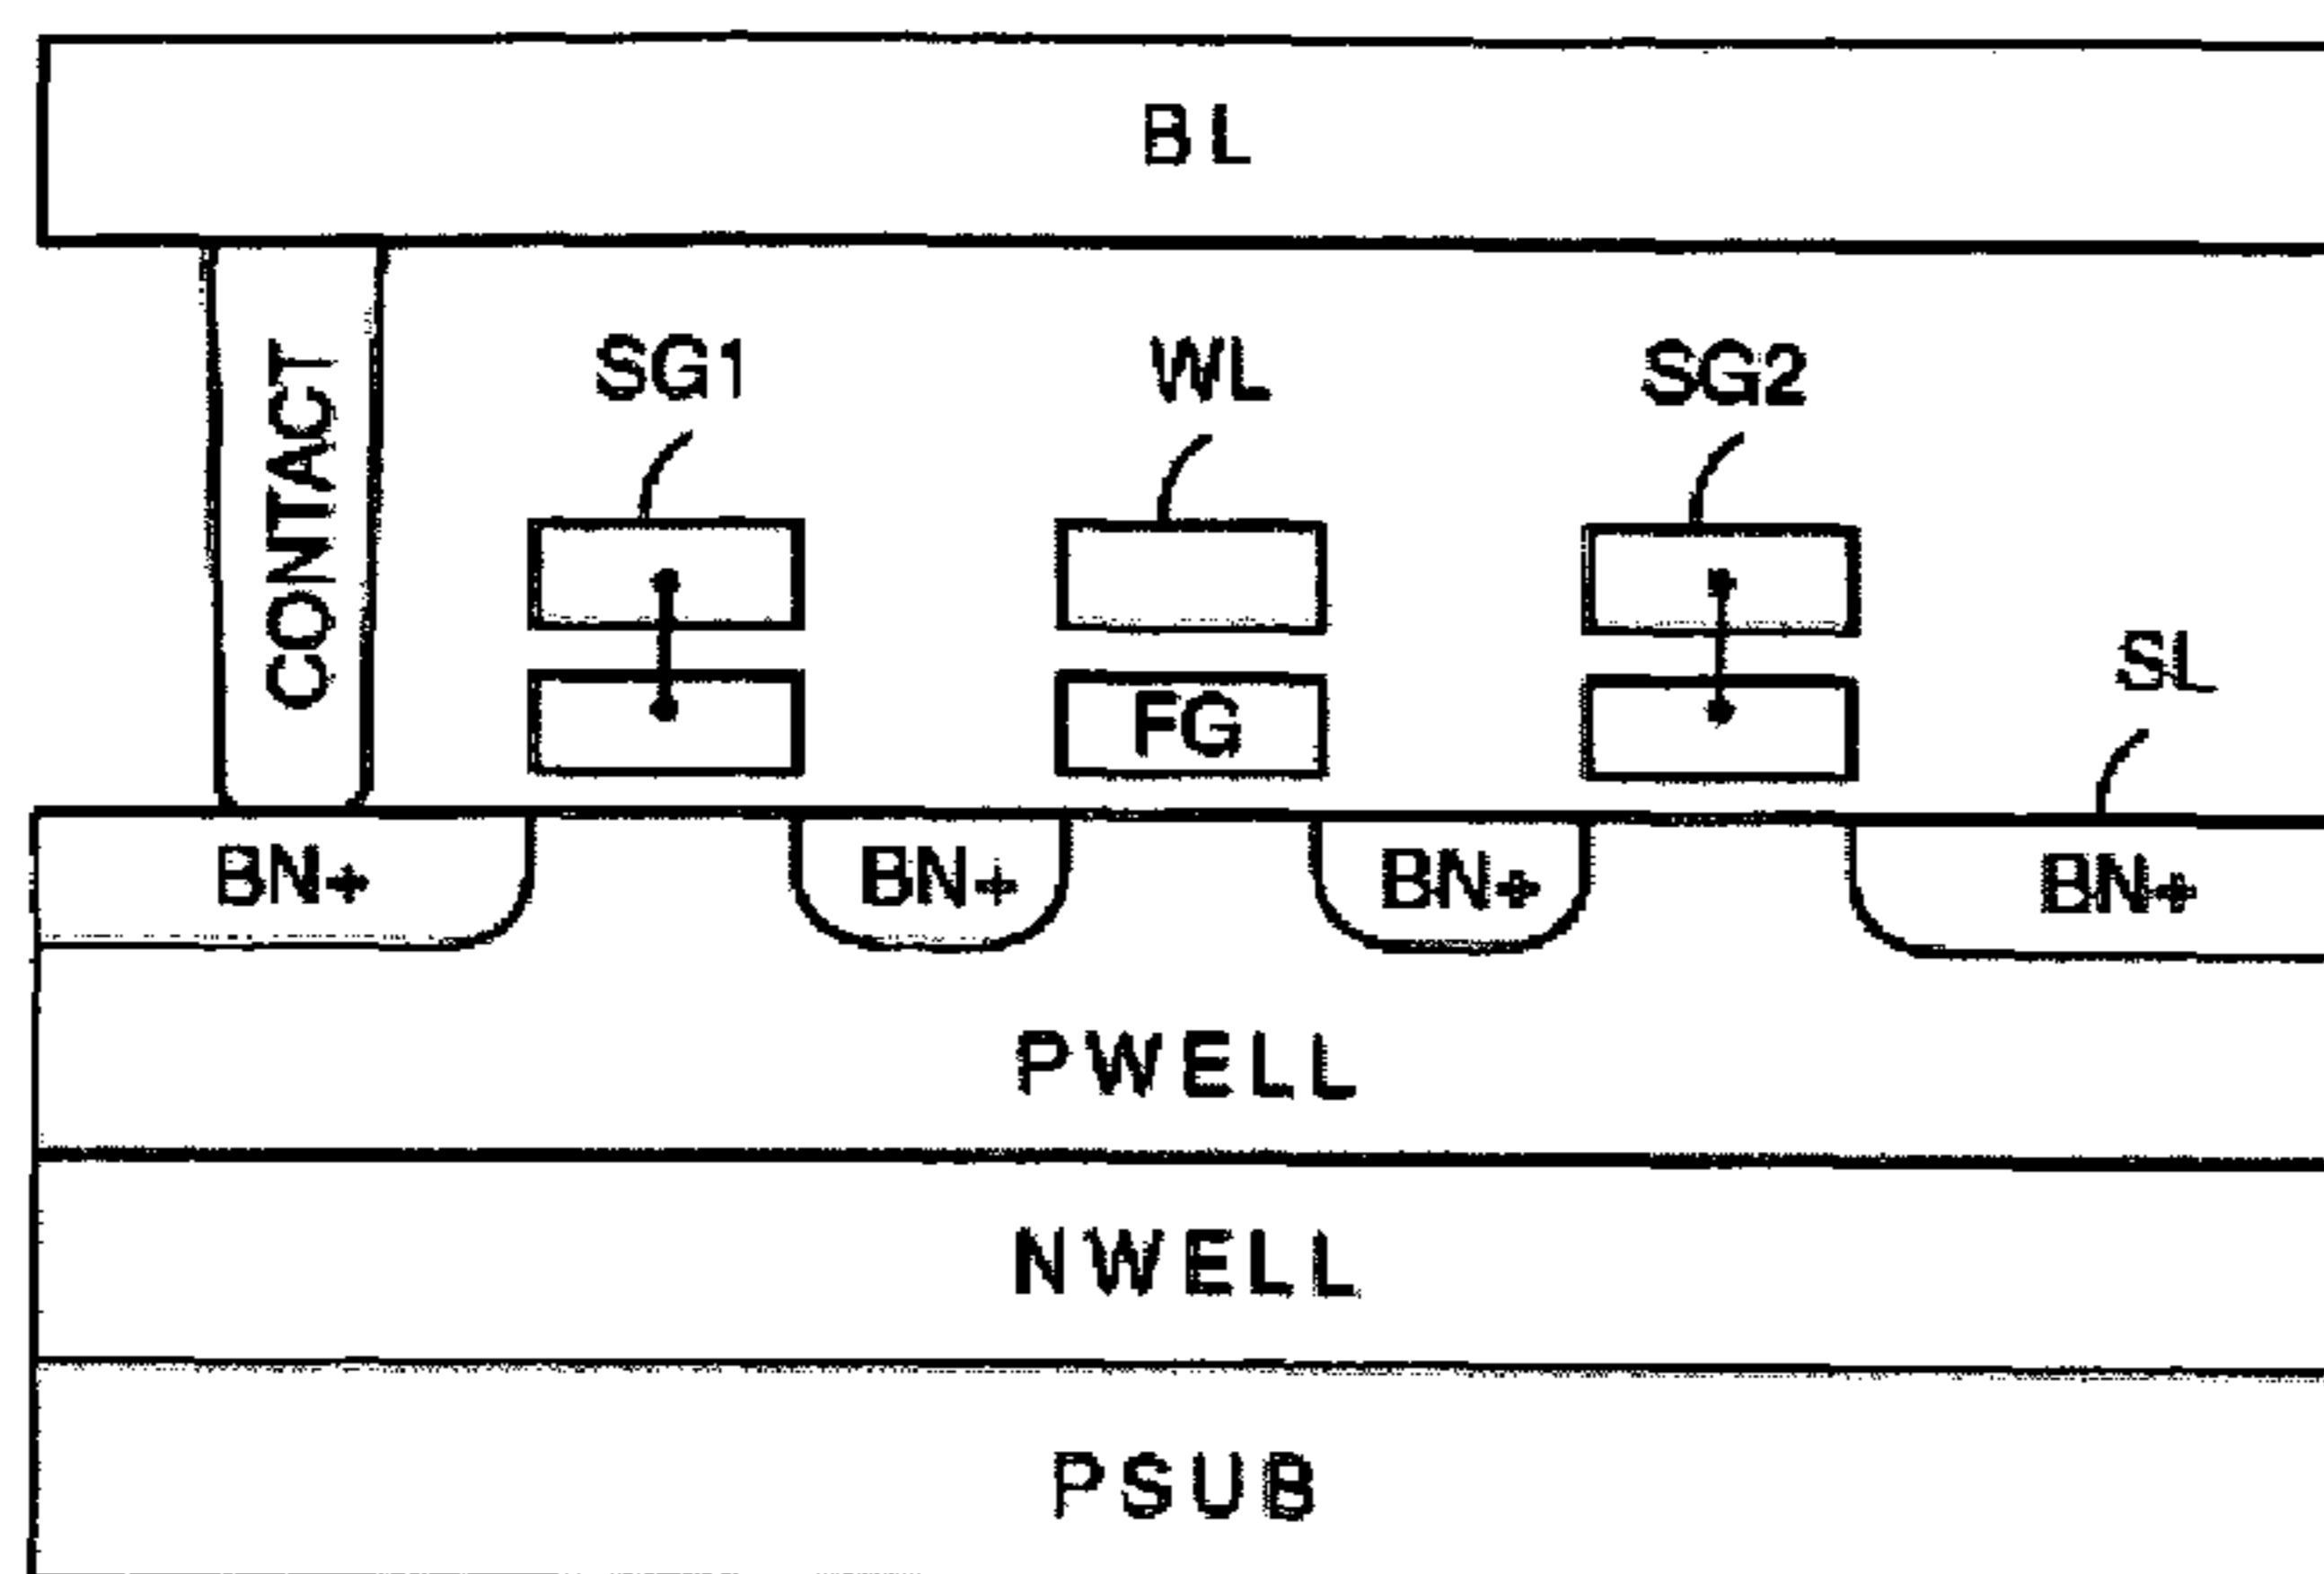 BL
CONTACT
SG1 WL SG2
SL
FG
BN+ BN+ BN+ BN+
PWELL
NWELL
PSUB